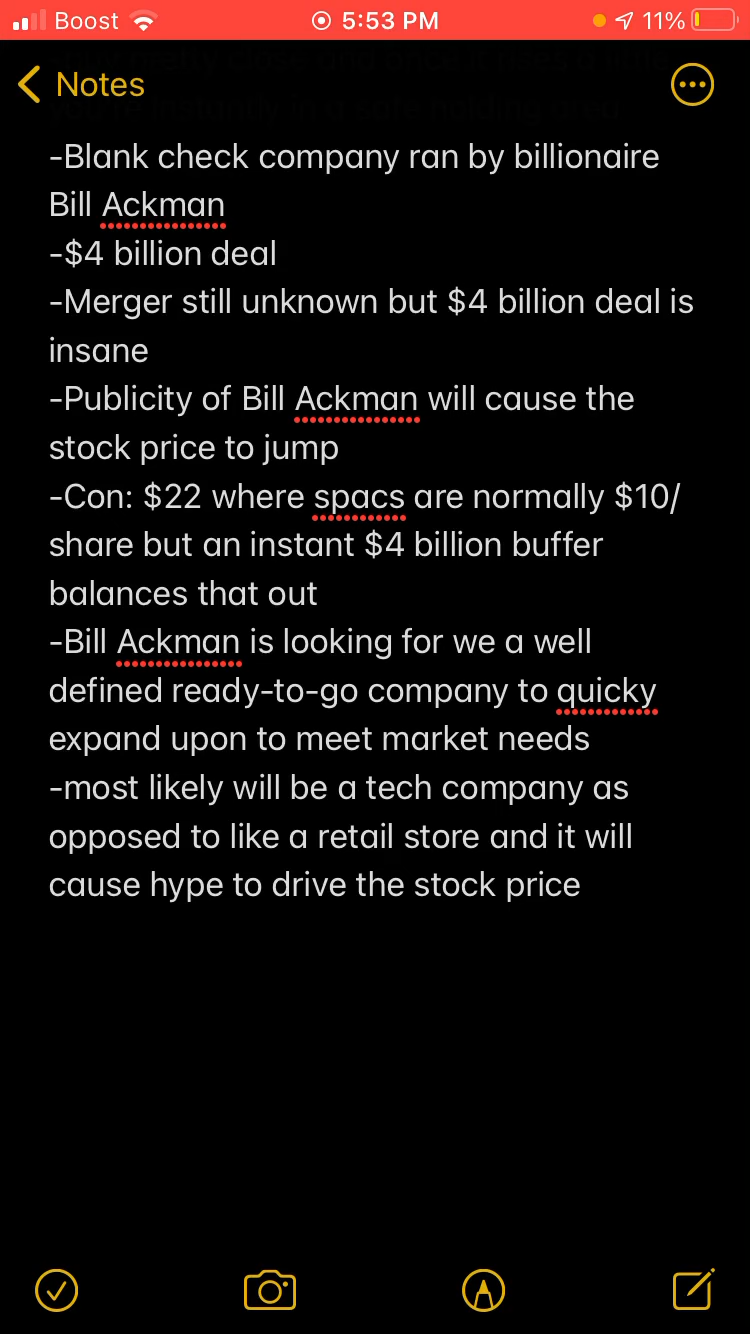 Boost 5:53 PM 11%
Notes
-Blank check company ran by billionaire
Bill Ackman
-$4 billion deal
-Merger still unknown but $4 billion deal is
insane
-Publicity of Bill Ackman will cause the
stock price to jump
-Con: $22 where spacs are normally $10/
share but an instant $4 billion buffer
balances that out
-Bill Ackman is looking for we a well
defined ready-to-go company to quicky
expand upon to meet market needs
-most likely will be a tech company as
opposed to like a retail store and it will
cause hype to drive the stock price